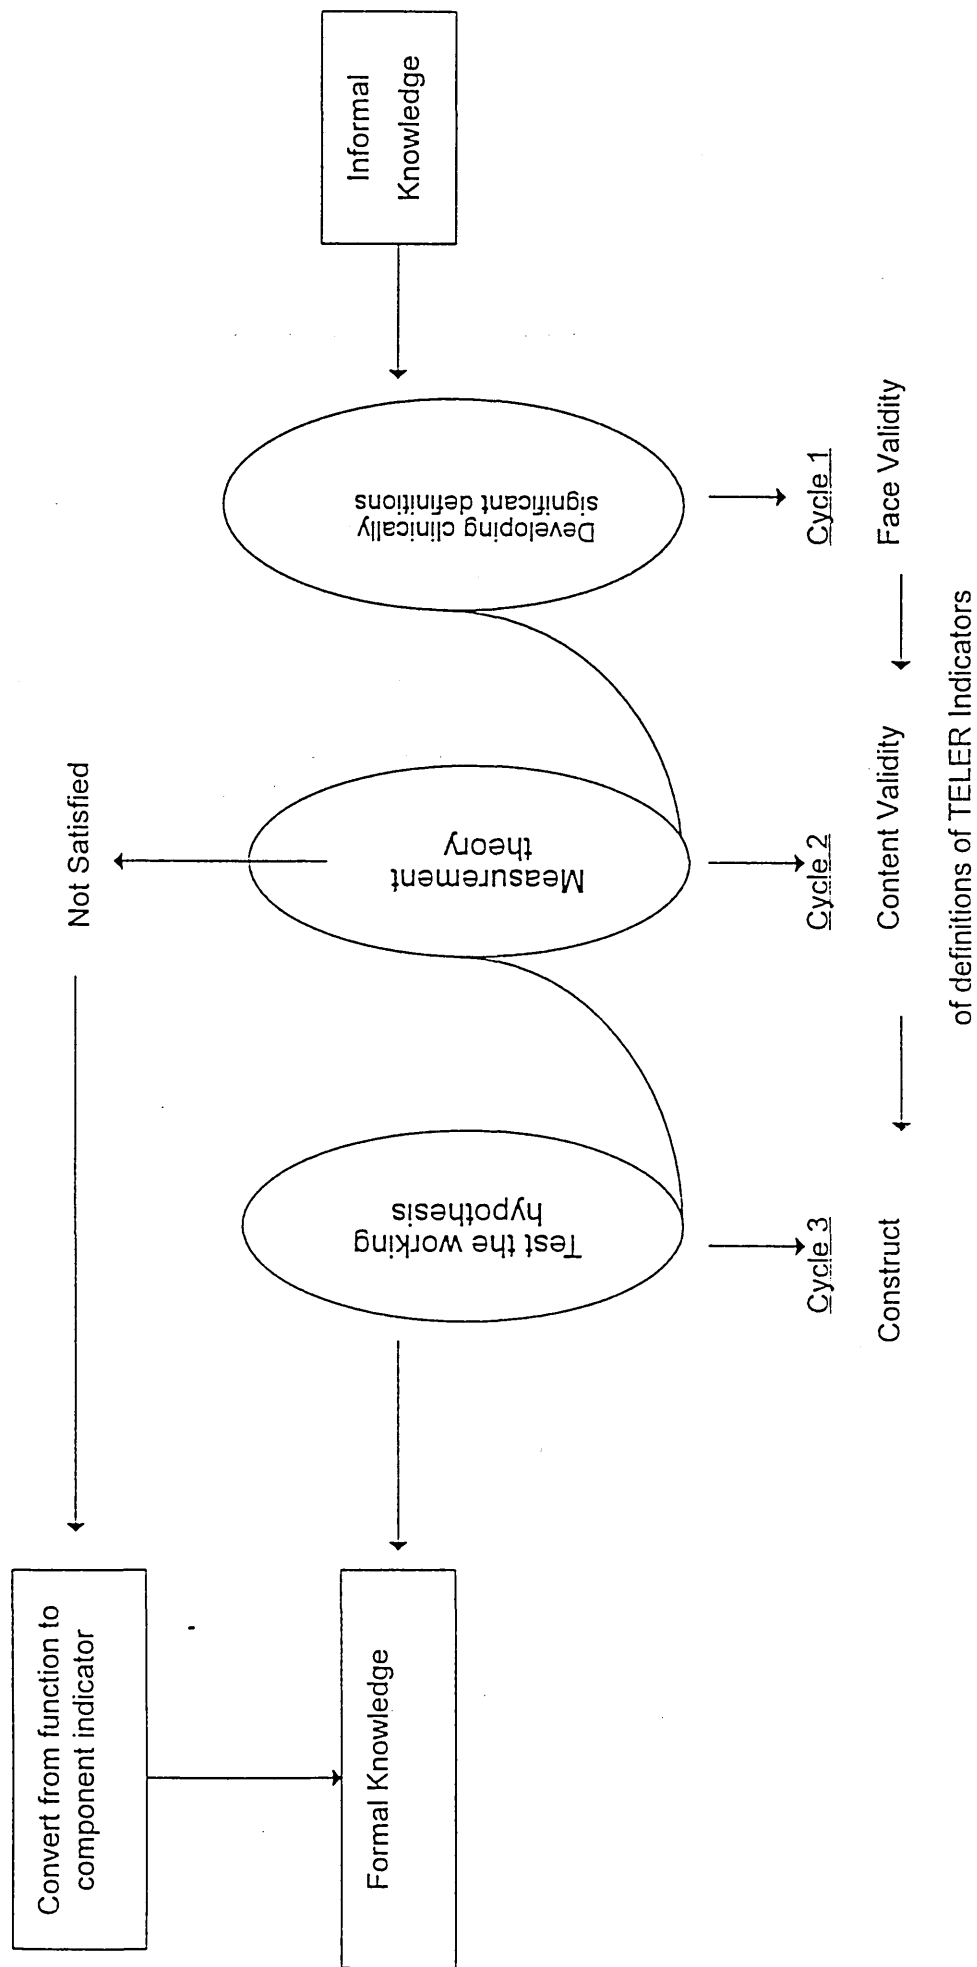 Informal
Knowledge
Developing clinically
significant definitions
Cycle 1
Face Validity
Not Satisfied
Measurement
theory
Cycle 2
Content Validity
of definitions of TELER Indicators
Test the working
hypothesis
Cycle 3
Construct
Convert from function to
component indicator
Formal Knowledge